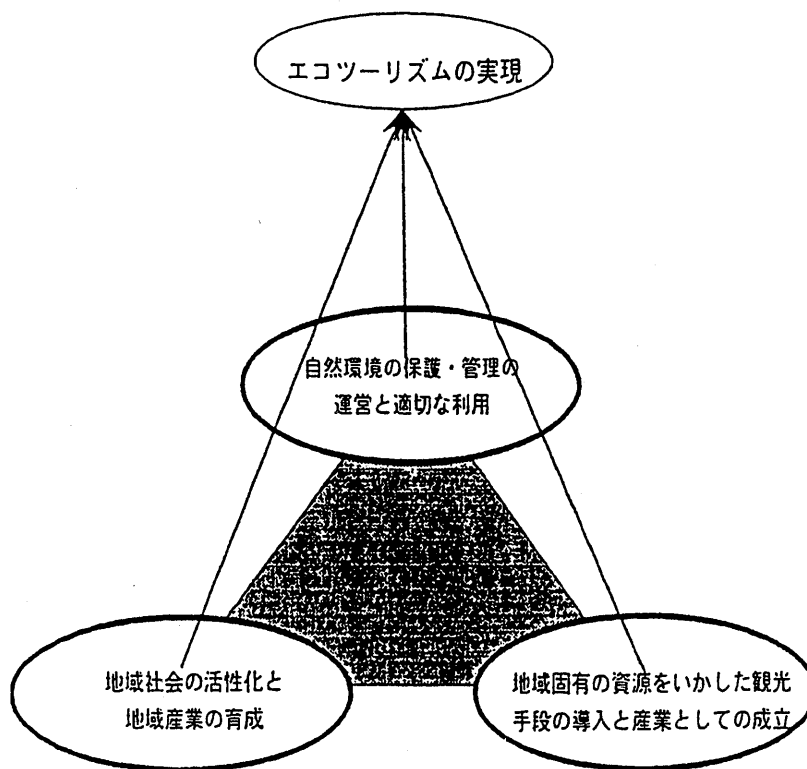 エコツーリズムの実現
自然環境の保護・管理の
運営と適切な利用
地域社会の活性化と
地域産業の育成
地域固有の資源をいかした観光
手段の導入と産業としての成立